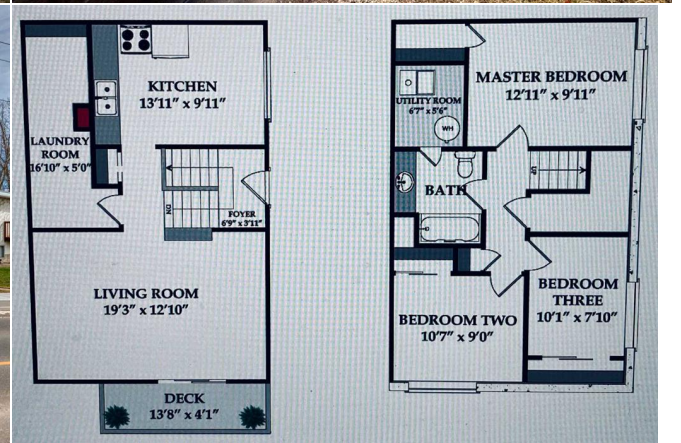 KITCHEN
13'11" x 9'11"
LAUNDRY
ROOM
16'10" x 5'0"
DN
FOYER
6'9" x 3'11"
LIVING ROOM
19'3" x 12'10"
DECK
13'8" x 4'1"
MASTER BEDROOM
12'11" x 9'11"
UTILITY ROOM
6'7" x 5'6"
WH
UP
BATH
BEDROOM
THREE
10'1" x 7'10"
BEDROOM TWO
10'7" x 9'0"